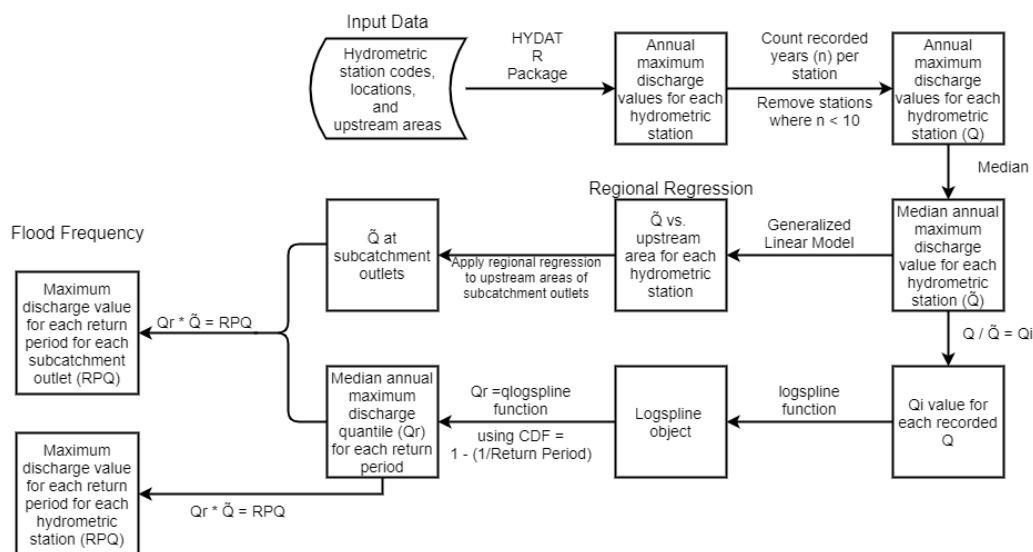 Input Data
Hydrometric
station codes,
locations,
and
upstream areas
HYDAT
R
Package
Annual
maximum
discharge
values for each
hydrometric
station
Count recorded
years (n) per
station
Remove stations
where n < 10
Annual
maximum
discharge
values for each
hydrometric
station (Q)
Median
Median annual
maximum
discharge
value for each
hydrometric
station (Q̃)
Generalized
Linear Model
Regional Regression
Q̃ vs.
upstream
area for each
hydrometric
station
Apply regional regression
to upstream areas of
subcatchment outlets
Q̃ at
subcatchment
outlets
Q / Q̃ = Qi
Qi value for
each recorded
Q
logspline
function
Logspline
object
Qr =qlogspline
function
using CDF =
1 - (1/Return Period)
Median annual
maximum
discharge
quantile (Qr)
for each return
period
Flood Frequency
Qr * Q̃ = RPQ
Maximum
discharge value
for each return
period for each
subcatchment
outlet (RPQ)
Qr * Q̃ = RPQ
Maximum
discharge value
for each return
period for each
hydrometric
station (RPQ)